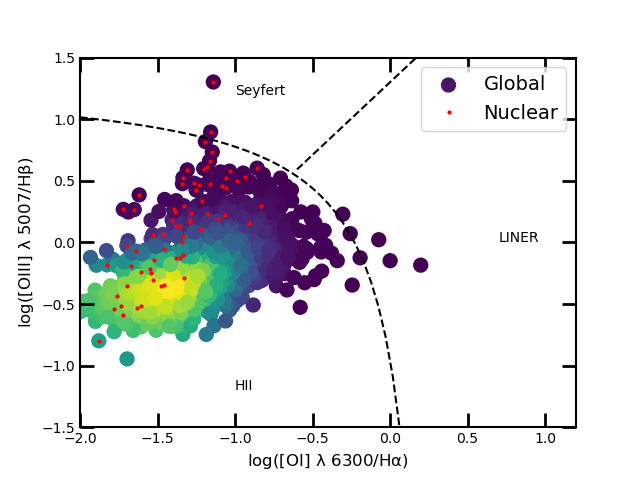 Global
Nuclear
Seyfert
LINER
HII
1.5
1.0
0.5
0.0
−0.5
−1.0
−1.5
−2.0 −1.5 −1.0 −0.5 0.0 0.5 1.0
log([OIII] λ 5007/Hβ)
log([OI] λ 6300/Hα)